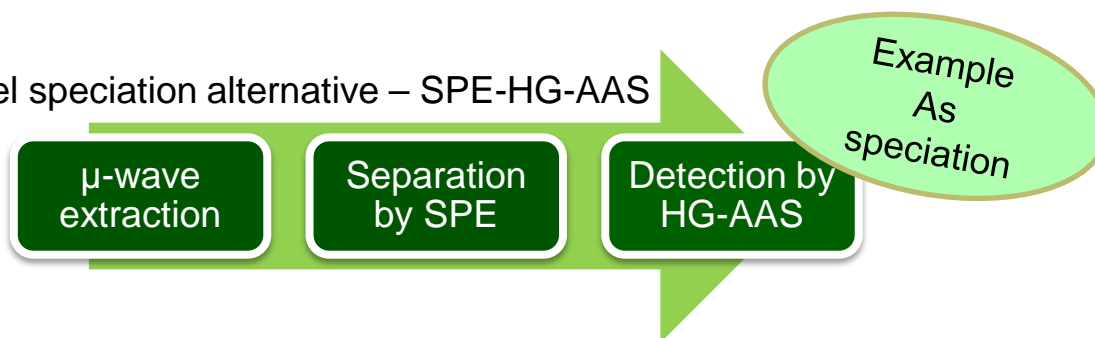 el speciation alternative – SPE-HG-AAS
Example
As
speciation
µ-wave
extraction
Separation
by SPE
Detection by
HG-AAS